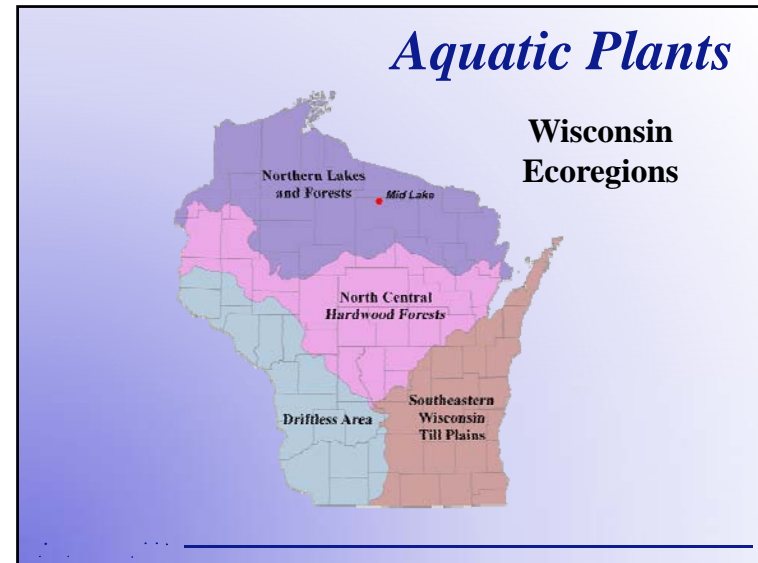 Aquatic Plants
Wisconsin
Ecoregions
Northern Lakes
and Forests
Mid Lake
North Central
Hardwood Forests
Driftless Area
Southeastern
Wisconsin
Till Plains